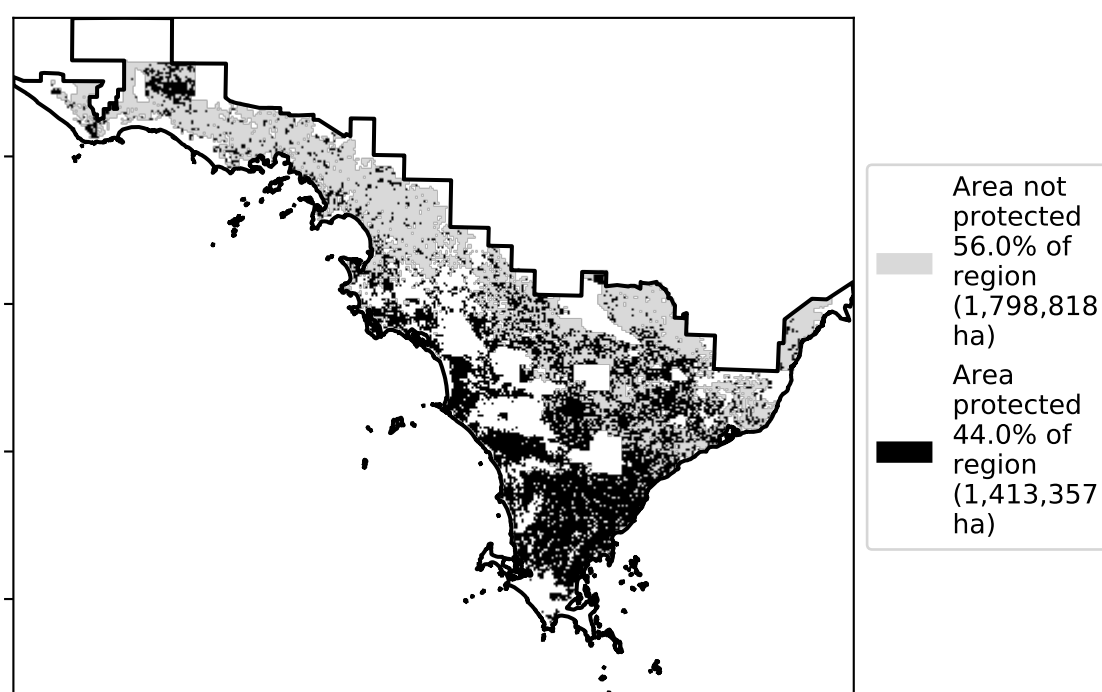 Area not
protected
56.0% of
region
(1,798,818
ha)
Area
protected
44.0% of
region
(1,413,357
ha)